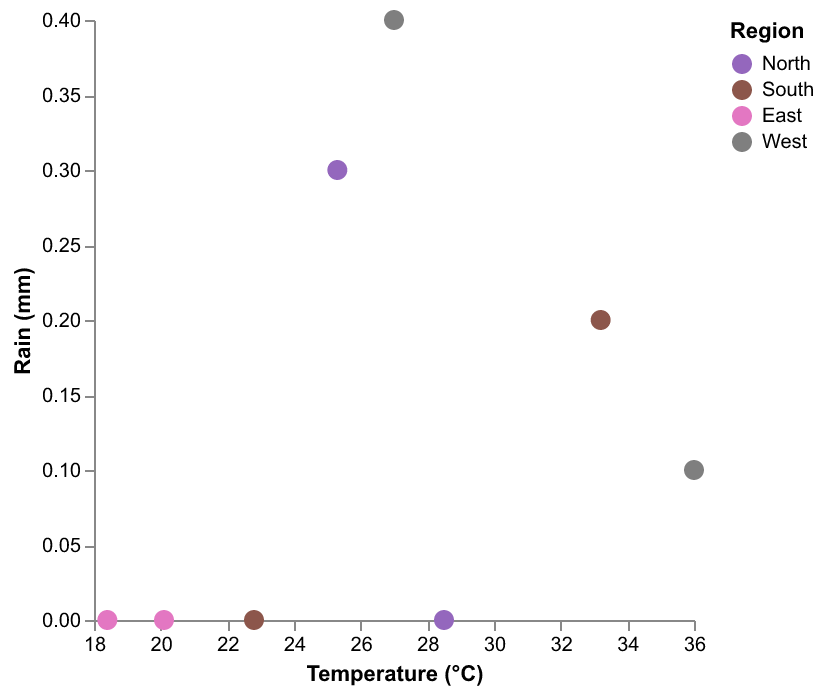 0.40
0.35
0.30
0.25
0.20
0.15
0.10
0.05
0.00
Rain (mm)
18 20 22 24 26 28 30 32 34 36
Temperature (°C)
Region
North
South
East
West